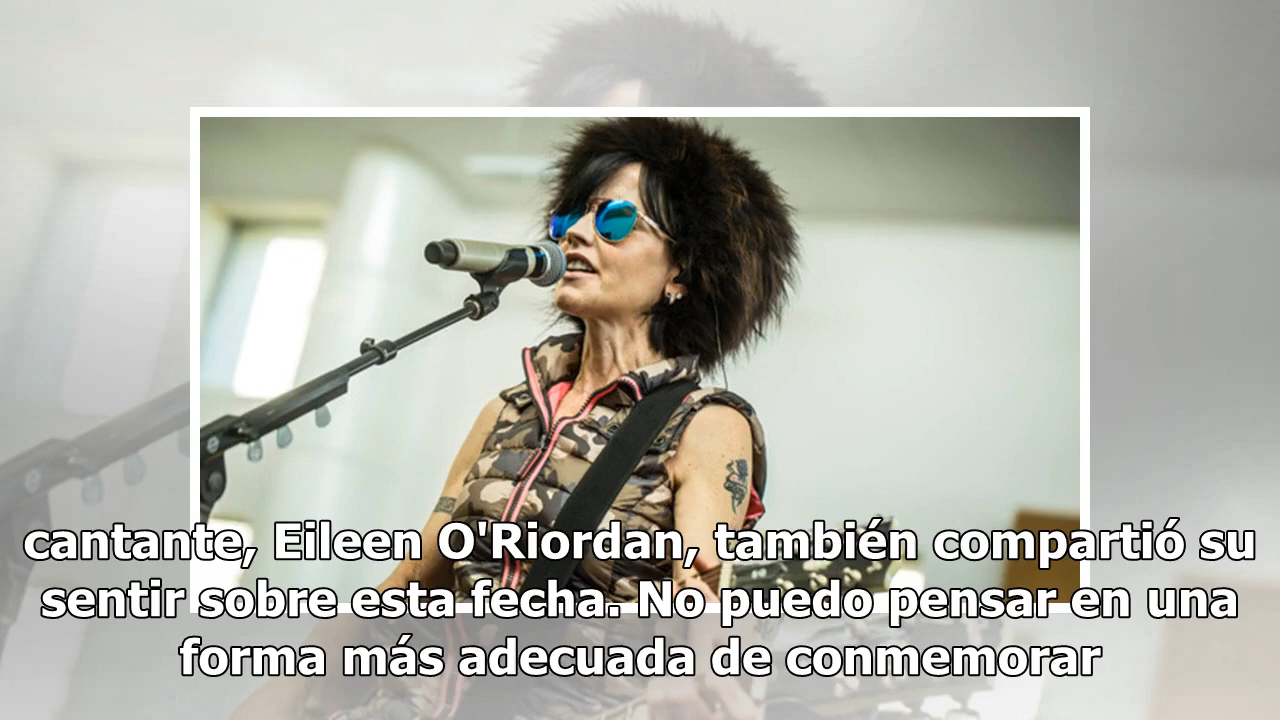 cantante, Eileen O'Riordan, también compartió su
sentir sobre esta fecha. No puedo pensar en una
forma más adecuada de conmemorar